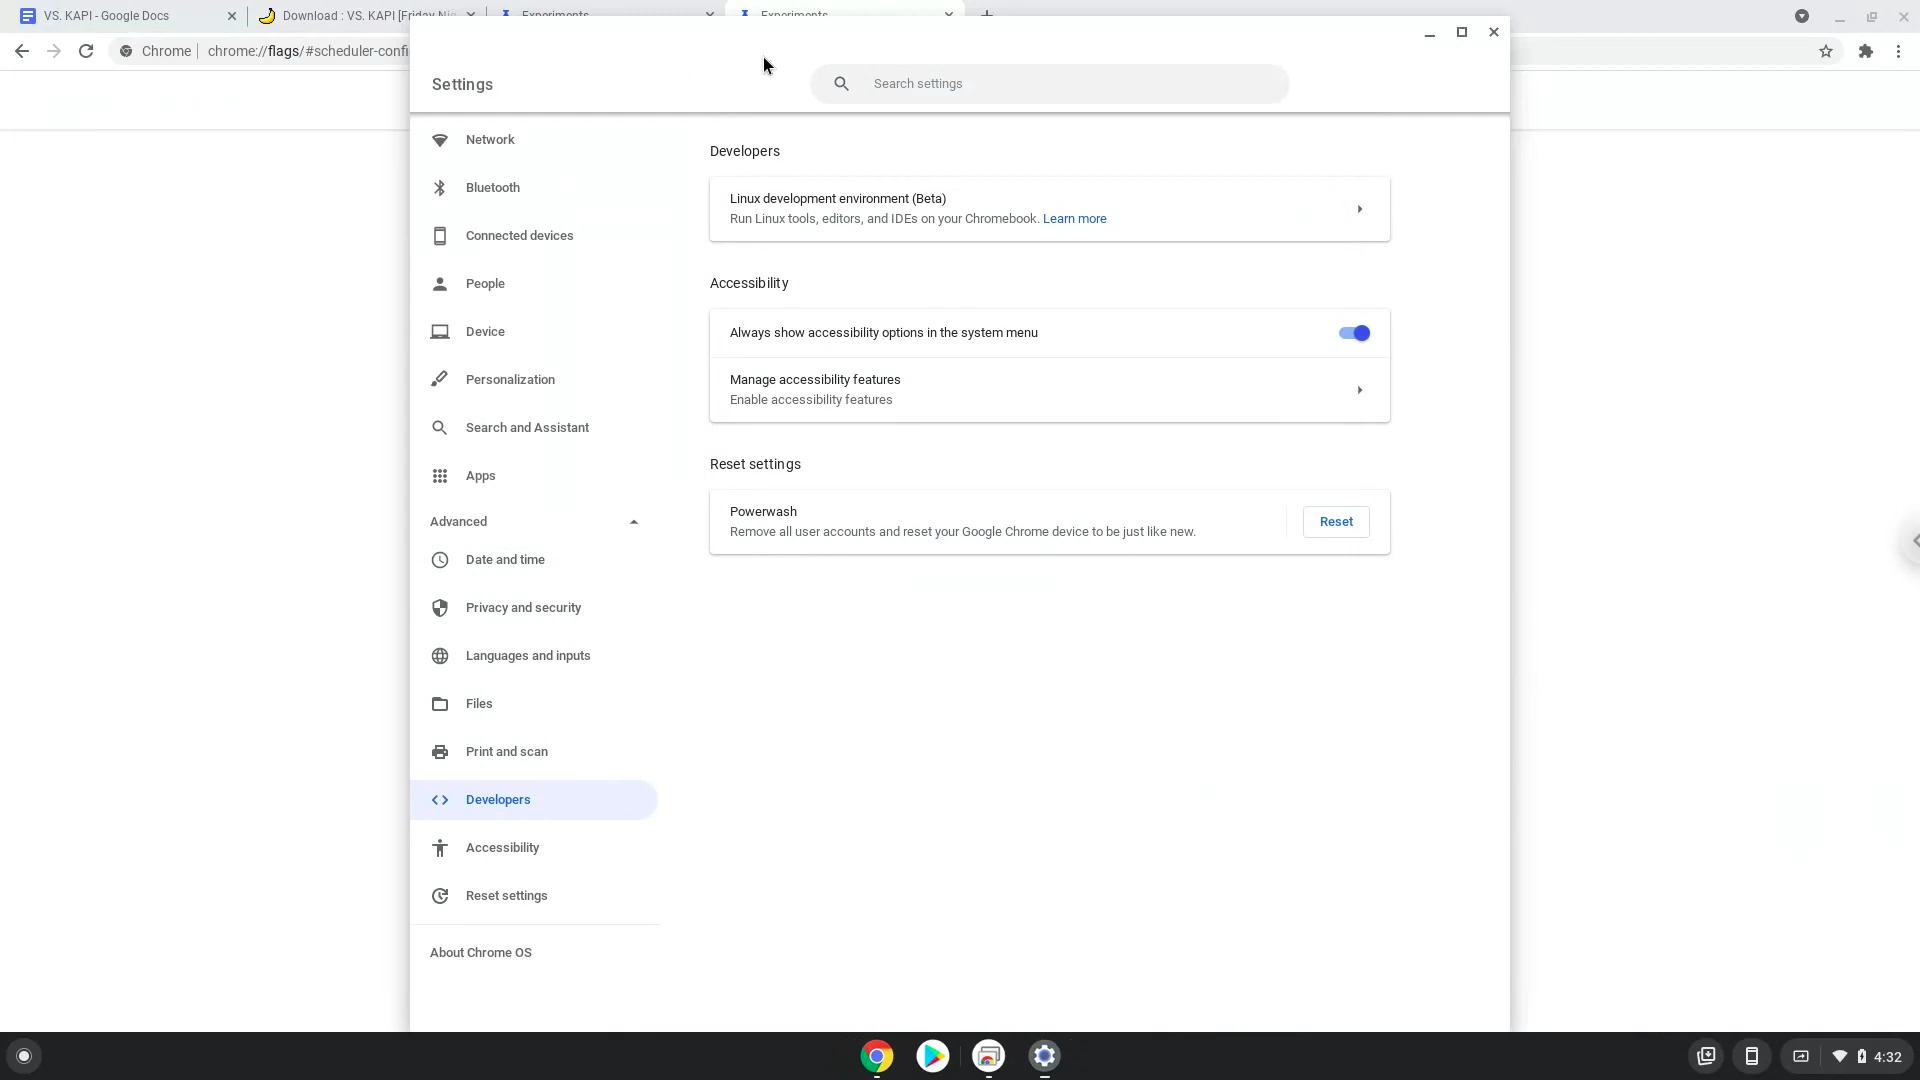 VS. KAPI - Google Docs
Download : VS. KAPI [Friday Nig
Experiments
Experiments
Chrome
chrome://flags/#scheduler-confi
Settings
Search settings
Network
Bluetooth
Connected devices
People
Device
Personalization
Search and Assistant
Apps
Advanced
Date and time
Privacy and security
Languages and inputs
Files
Print and scan
Developers
Accessibility
Reset settings
About Chrome OS
Developers
Linux development environment (Beta)
Run Linux tools, editors, and IDEs on your Chromebook. Learn more
Accessibility
Always show accessibility options in the system menu
Manage accessibility features
Enable accessibility features
Reset settings
Powerwash
Remove all user accounts and reset your Google Chrome device to be just like new.
Reset
4:32